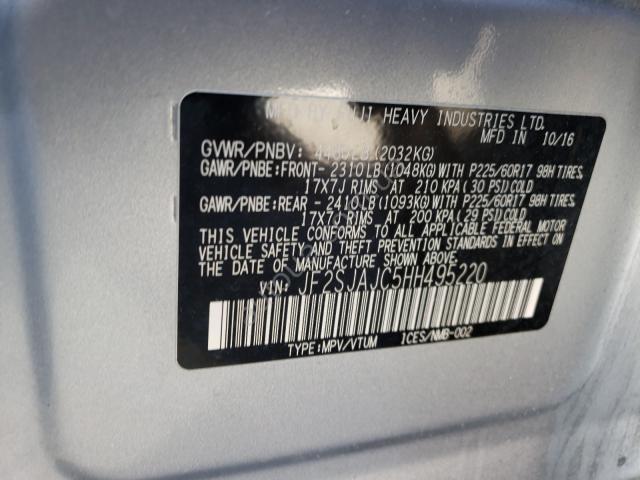 MFD BY FUJI HEAVY INDUSTRIES LTD.
MFD IN 10/16
GVWR/PNBV: LB(2032KG)
GAWR/PNBE:FRONT- 2310LB(1048KG)WITH P225/60R17 98H TIRES,
17X7J RIMS AT 210 KPA(30 PSI)COLD
GAWR/PNBE:REAR - 2410LB(1093KG)WITH P225/60R17 98H TIRES,
17X7J RIMS AT 200 KPA(29 PSI)COLD
THIS VEHICLE CONFORMS TO ALL APPLICABLE FEDERAL MOTOR
VEHICLE SAFETY AND THEFT PREVENTION STANDARDS IN EFFECT
ON THE DATE OF MANUFACTURE SHOWN ABOVE.
VIN: JF2SJAJC5HH495220
TYPE:MPV/VTUM ICES/NMB-002